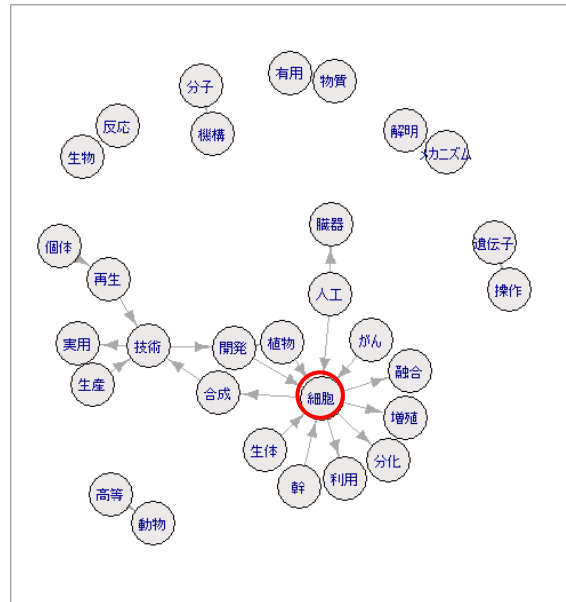 有用
物質
分子
機構
反応
生物
解明
メカニズム
臓器
個体
遺伝子
再生
人工
操作
実用
技術
開発
植物
がん
生産
合成
細胞
融合
増殖
生体
分化
幹
利用
高等
動物